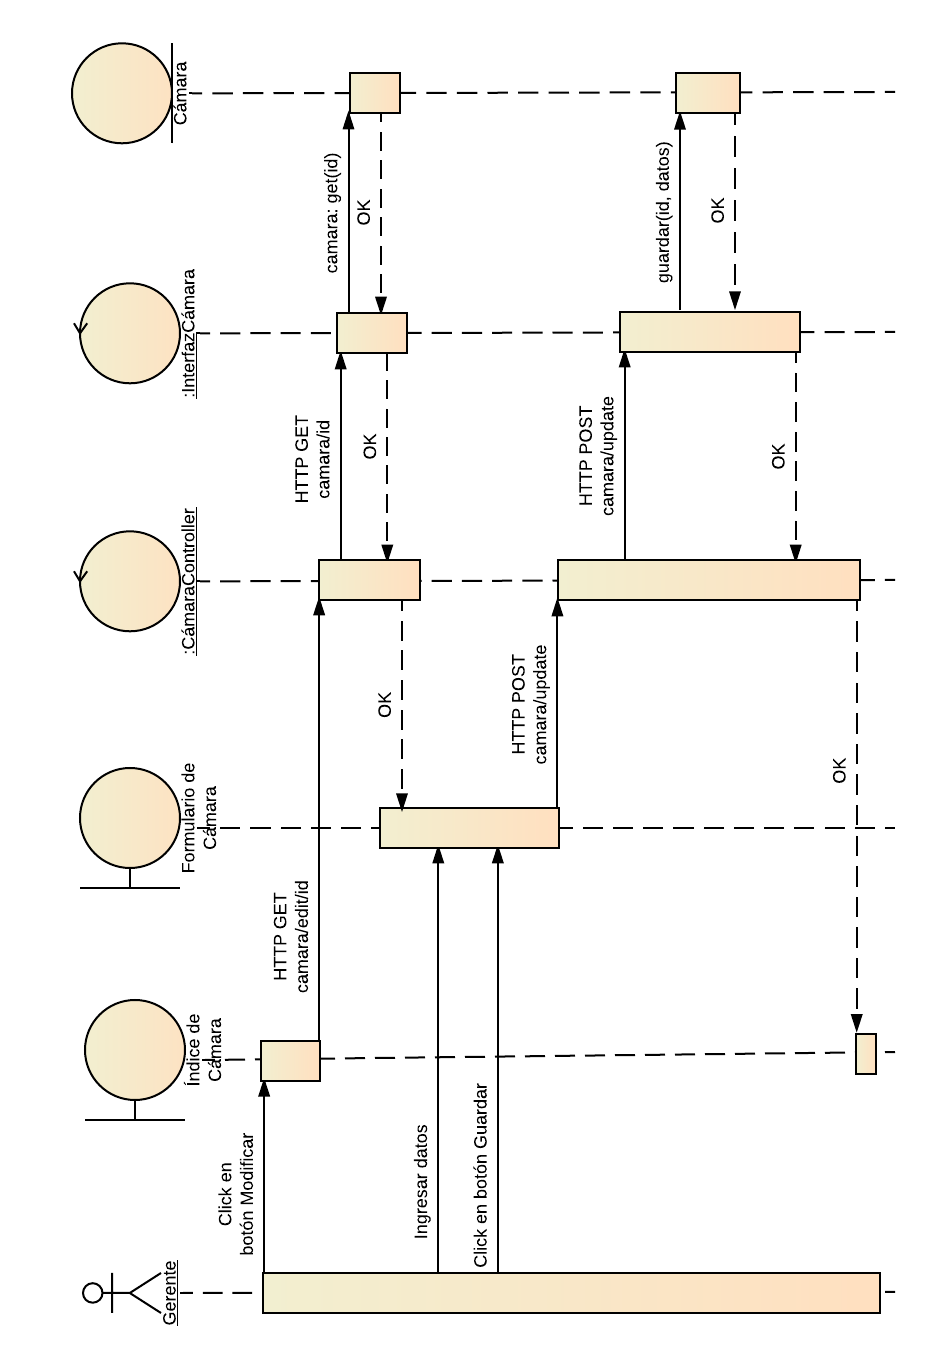 Gerente
Índice de
Cámara
Formulario de
Cámara
:CámaraController
:InterfazCámara
Cámara
Click en
botón Modificar
HTTP GET
camara/edit/id
HTTP GET
camara/id
camara: get(id)
OK
OK
OK
Ingresar datos
Click en botón Guardar
HTTP POST
camara/update
HTTP POST
camara/update
guardar(id, datos)
OK
OK
OK